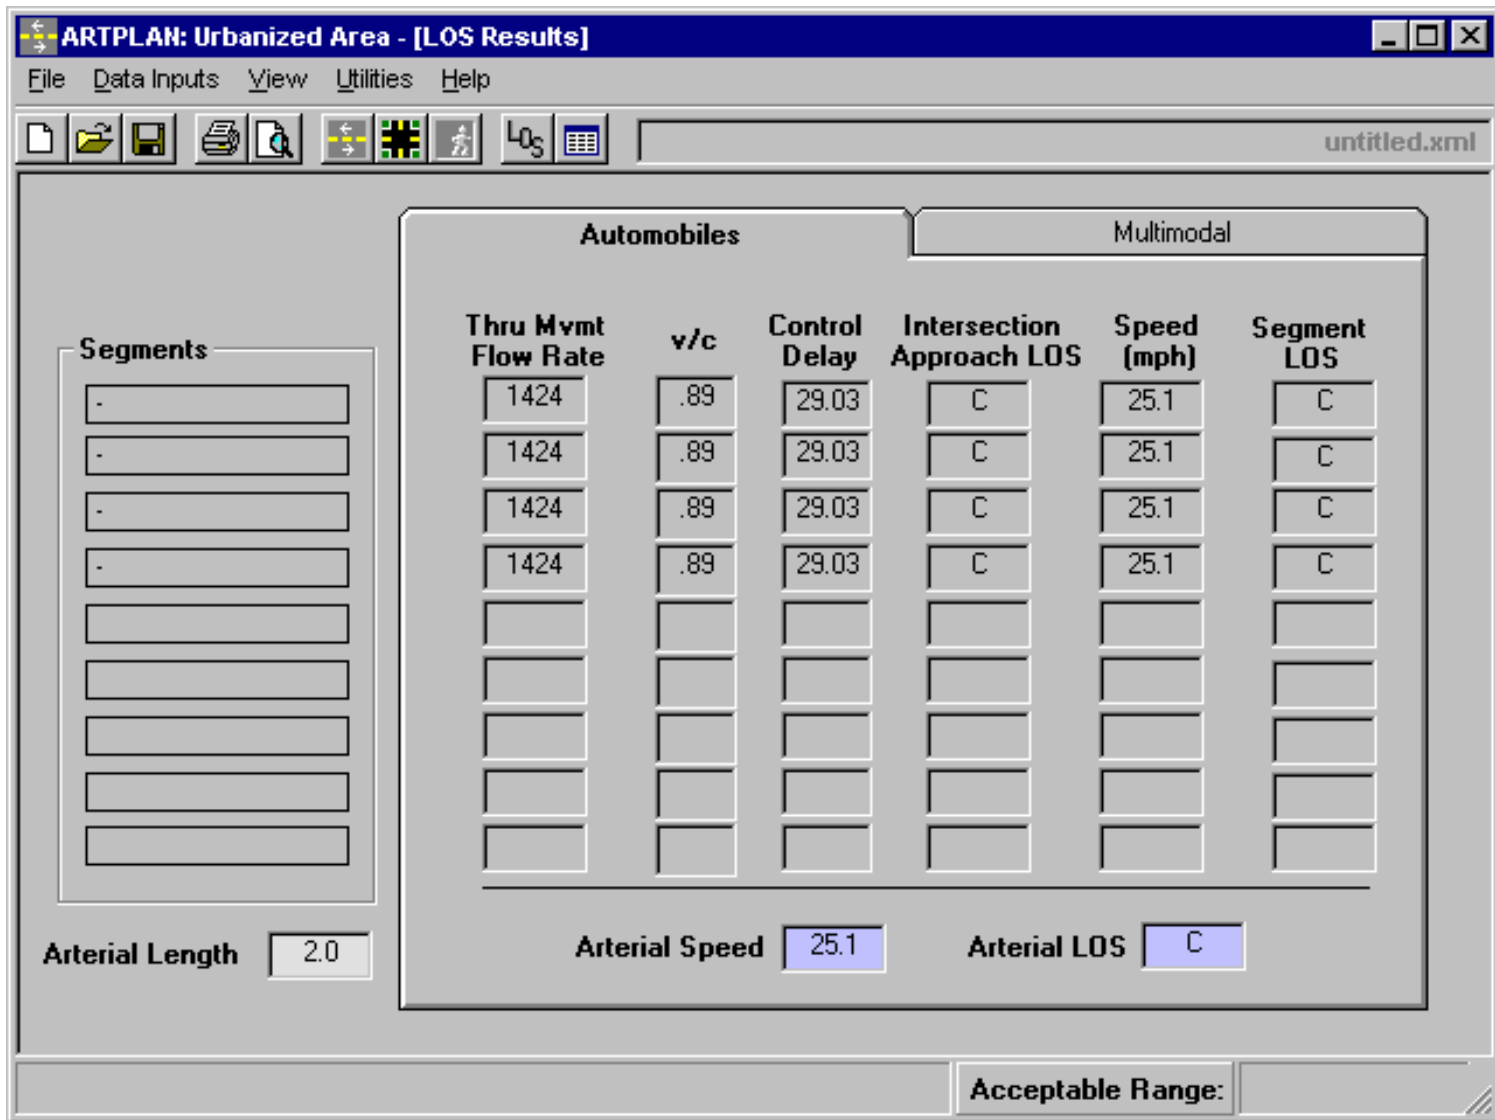 ARTPLAN: Urbanized Area - [LOS Results]
File Data Inputs View Utilities Help
LOS
untitled.xml
Automobiles Multimodal
Segments
Thru Mvmt Flow Rate v/c Control Delay Intersection Approach LOS Speed (mph) Segment LOS
- 1424 .89 29.03 C 25.1 C
- 1424 .89 29.03 C 25.1 C
- 1424 .89 29.03 C 25.1 C
- 1424 .89 29.03 C 25.1 C
Arterial Length 2.0
Arterial Speed 25.1 Arterial LOS C
Acceptable Range: